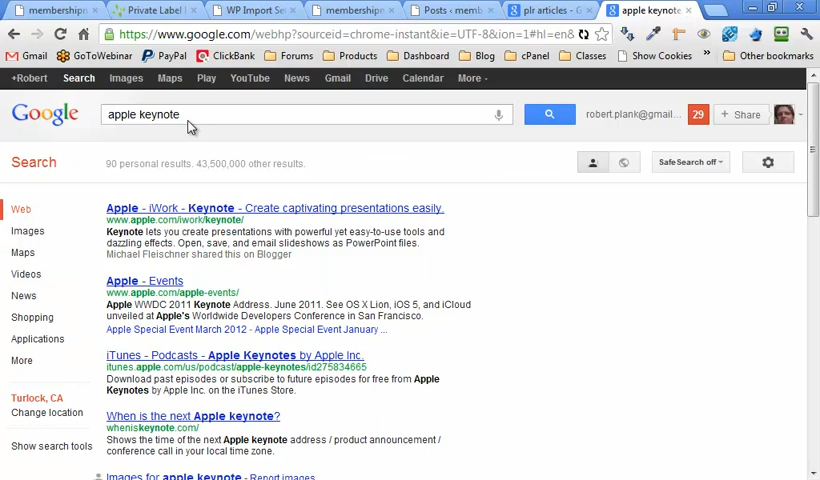 membershipn
Private Label
WP Import Se
membershipn
Posts ‹ memb
plr articles - G
apple keynote
https://www.google.com/webhp?sourceid=chrome-instant&ie=UTF-8&ion=1#hl=en&
Gmail GoToWebinar PayPal ClickBank Forums Products Dashboard Blog cPanel Classes Show Cookies » Other bookmarks
+Robert Search Images Maps Play YouTube News Gmail Drive Calendar More
Google
apple keynote
robert.plank@gmail...
29
+ Share
Search
90 personal results. 43,500,000 other results.
SafeSearch off
Web
Images
Maps
Videos
News
Shopping
Applications
More
Turlock, CA
Change location
Show search tools
Apple - iWork - Keynote - Create captivating presentations easily.
www.apple.com/iwork/keynote/
Keynote lets you create presentations with powerful yet easy-to-use tools and
dazzling effects. Open, save, and email slideshows as PowerPoint files.
Michael Fleischner shared this on Blogger
Apple - Events
www.apple.com/apple-events/
Apple WWDC 2011 Keynote Address. June 2011. See OS X Lion, iOS 5, and iCloud
unveiled at Apple's Worldwide Developers Conference in San Francisco.
Apple Special Event March 2012 - Apple Special Event January ...
iTunes - Podcasts - Apple Keynotes by Apple Inc.
itunes.apple.com/us/podcast/apple-keynotes/id275834665
Download past episodes or subscribe to future episodes for free from Apple
Keynotes by Apple Inc. on the iTunes Store.
When is the next Apple keynote?
wheniskeynote.com/
Shows the time of the next Apple keynote address / product announcement /
conference call in your local time zone.
Images for apple keynote - Report images